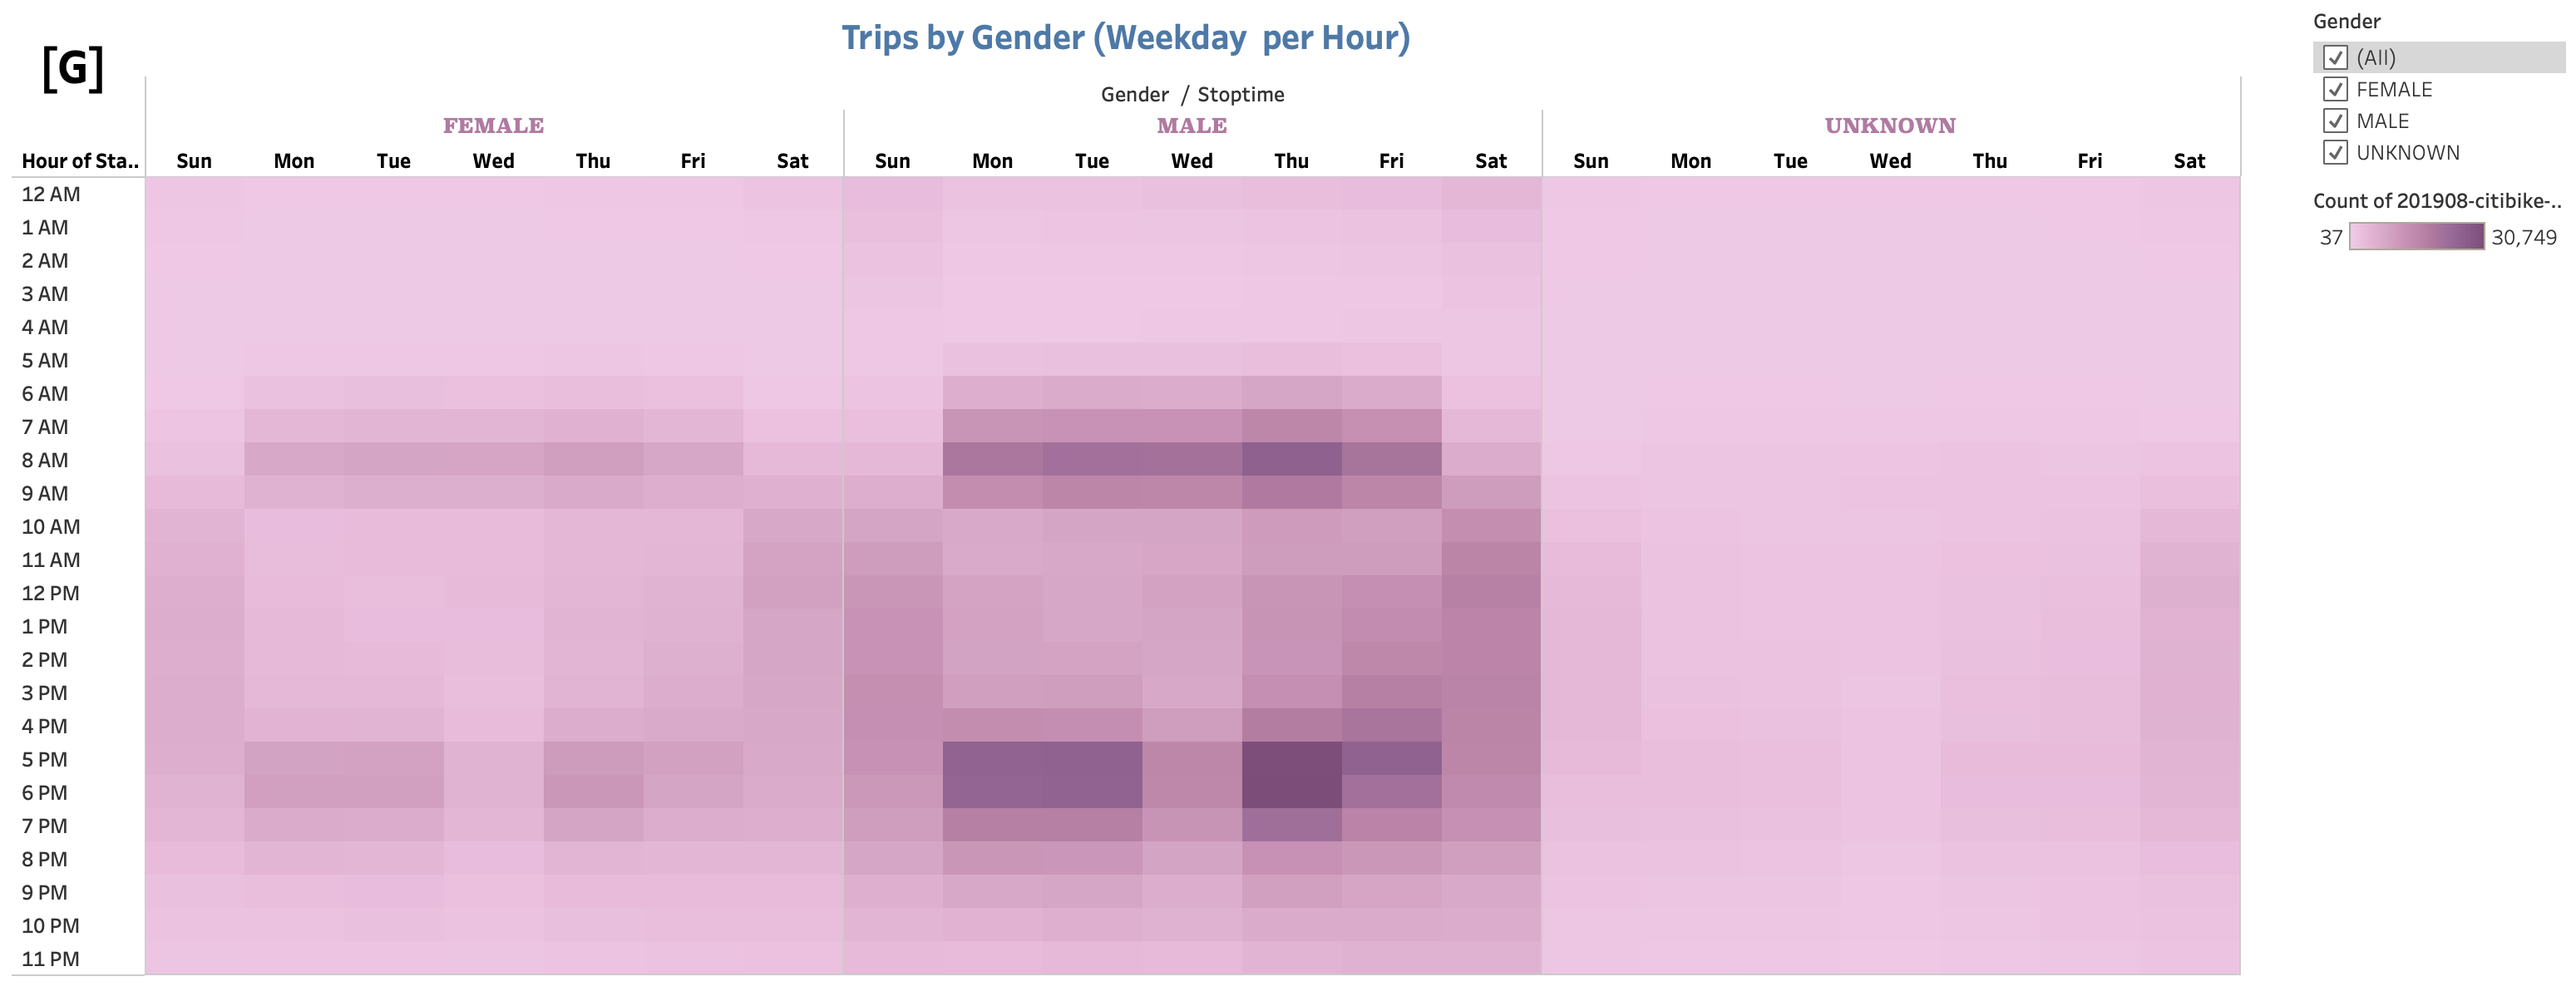 Trips by Gender (Weekday  per Hour)
[G]
Gender / Stoptime
FEMALE MALE UNKNOWN
Hour of Sta.. Sun Mon Tue Wed Thu Fri Sat Sun Mon Tue Wed Thu Fri Sat Sun Mon Tue Wed Thu Fri Sat
12 AM
1 AM
2 AM
3 AM
4 AM
5 AM
6 AM
7 AM
8 AM
9 AM
10 AM
11 AM
12 PM
1 PM
2 PM
3 PM
4 PM
5 PM
6 PM
7 PM
8 PM
9 PM
10 PM
11 PM
Gender
(All)
FEMALE
MALE
UNKNOWN
Count of 201908-citibike-..
37 30,749